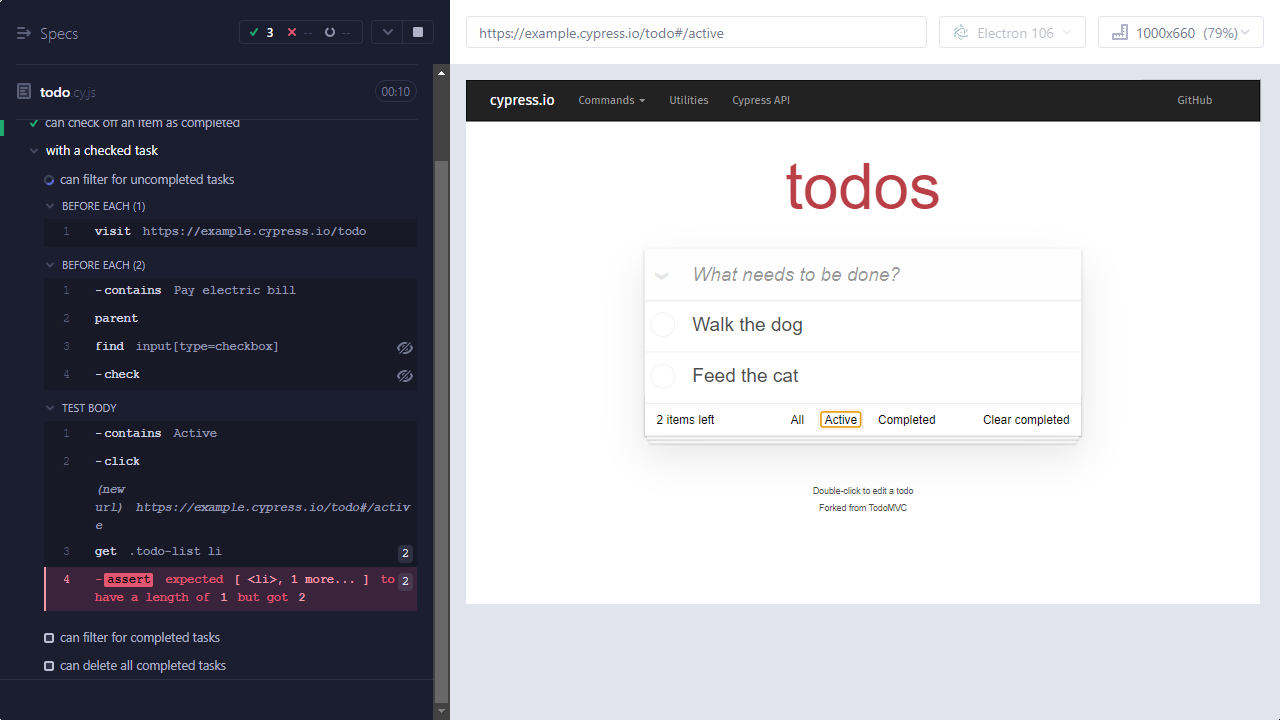 Specs
3 -- --
todo.cy.js
00:10
can check off an item as completed
with a checked task
can filter for uncompleted tasks
BEFORE EACH (1)
1 visit https://example.cypress.io/todo
BEFORE EACH (2)
1 -contains Pay electric bill
2 parent
3 find input[type=checkbox]
4 -check
TEST BODY
1 -contains Active
2 -click
(new
url) https://example.cypress.io/todo#/activ
e
3 get .todo-list li 2
4 -assert expected [ <li>, 1 more... ] to 2
have a length of 1 but got 2
can filter for completed tasks
can delete all completed tasks
https://example.cypress.io/todo#/active
Electron 106
1000x660 (79%)
cypress.io Commands Utilities Cypress API GitHub
todos
What needs to be done?
Walk the dog
Feed the cat
2 items left All Active Completed Clear completed
Double-click to edit a todo
Forked from TodoMVC